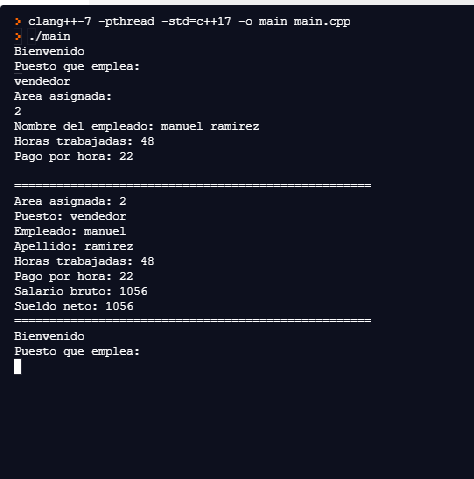 > clang++-7 -pthread -std=c++17 -o main main.cpp
> ./main
Bienvenido
Puesto que emplea:
vendedor
Area asignada:
2
Nombre del empleado: manuel ramirez
Horas trabajadas: 48
Pago por hora: 22
===================================================
Area asignada: 2
Puesto: vendedor
Empleado: manuel
Apellido: ramirez
Horas trabajadas: 48
Pago por hora: 22
Salario bruto: 1056
Sueldo neto: 1056
===================================================
Bienvenido
Puesto que emplea: